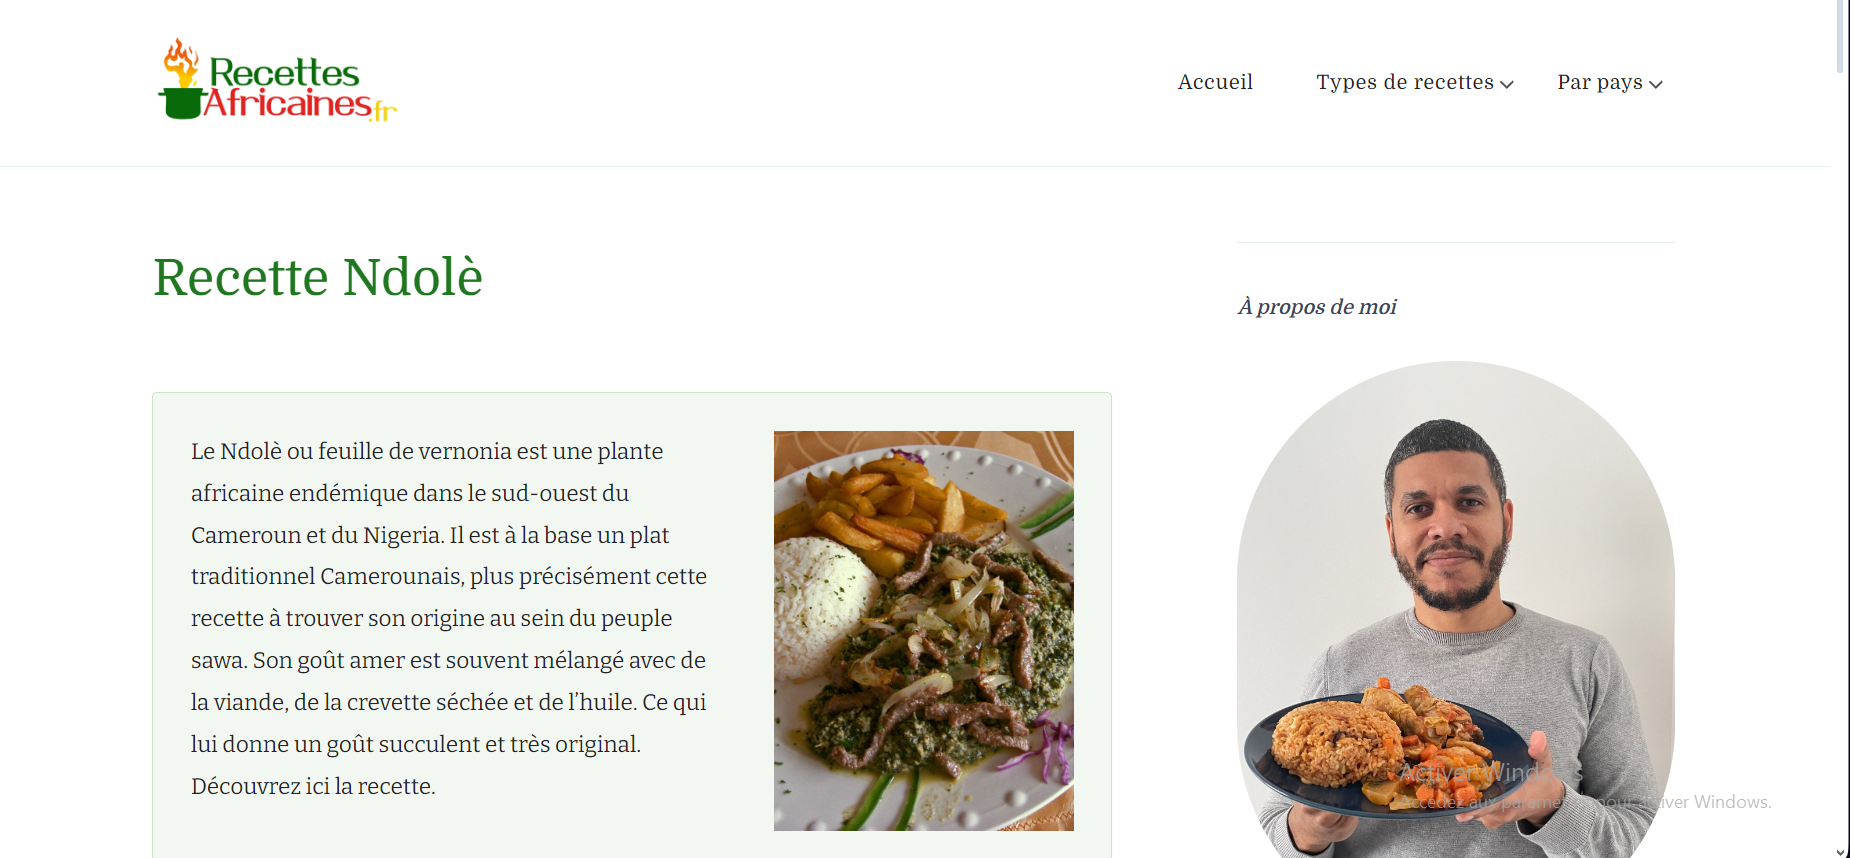 Recettes
Africaines.fr
Accueil
Types de recettes
Par pays
Recette Ndolè
Le Ndolè ou feuille de vernonia est une plante
africaine endémique dans le sud-ouest du
Cameroun et du Nigeria. Il est à la base un plat
traditionnel Camerounais, plus précisément cette
recette à trouver son origine au sein du peuple
sawa. Son goût amer est souvent mélangé avec de
la viande, de la crevette séchée et de l’huile. Ce qui
lui donne un goût succulent et très original.
Découvrez ici la recette.
À propos de moi
Activer Windows
Accédez aux paramètres pour activer Windows.